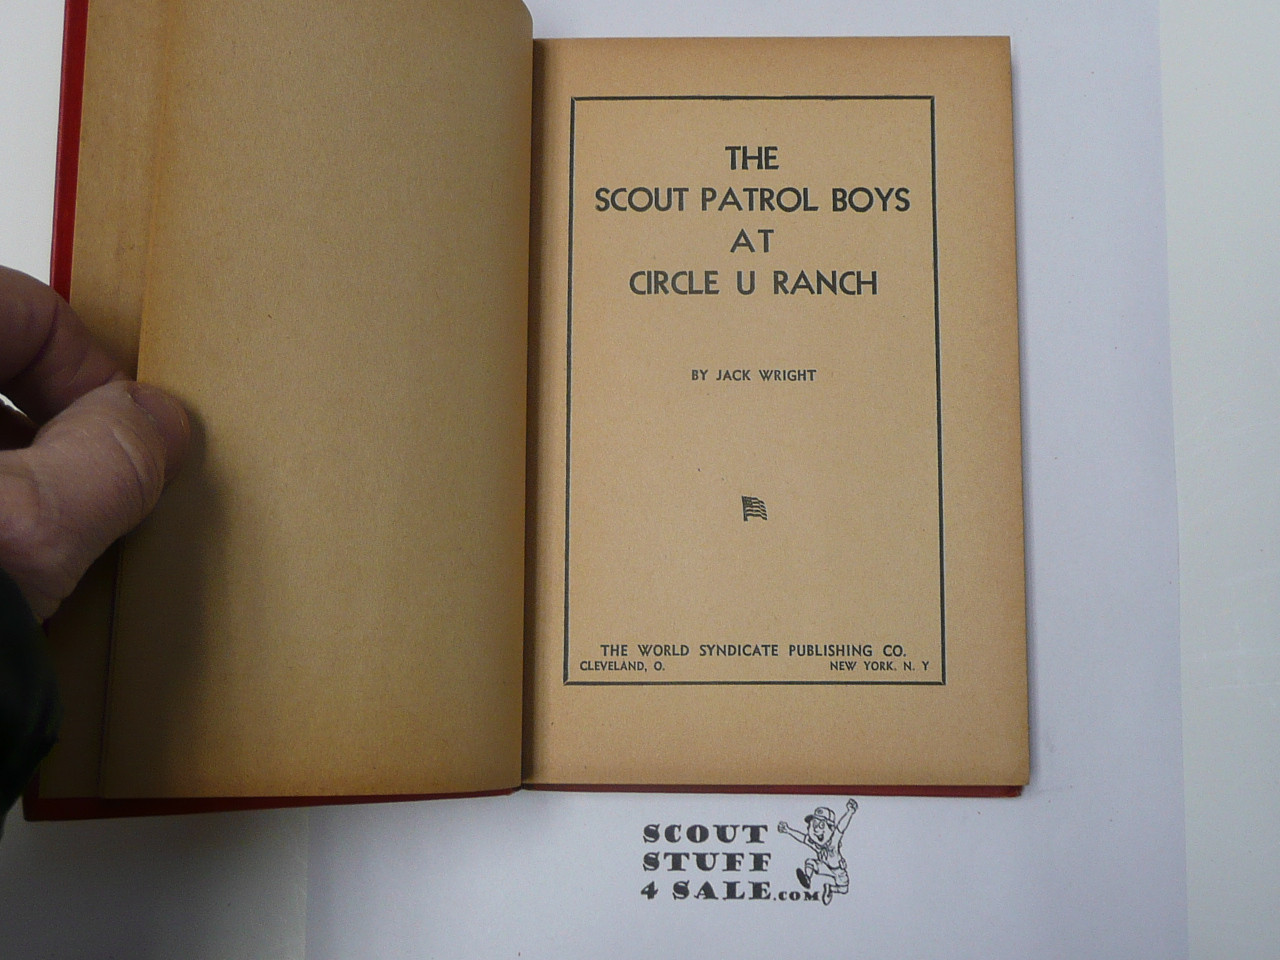 THE
SCOUT PATROL BOYS
AT
CIRCLE U RANCH
BY JACK WRIGHT
THE WORLD SYNDICATE PUBLISHING CO.
CLEVELAND, O. NEW YORK. N. Y
SCOUT
STUFF
4 SALE.COM